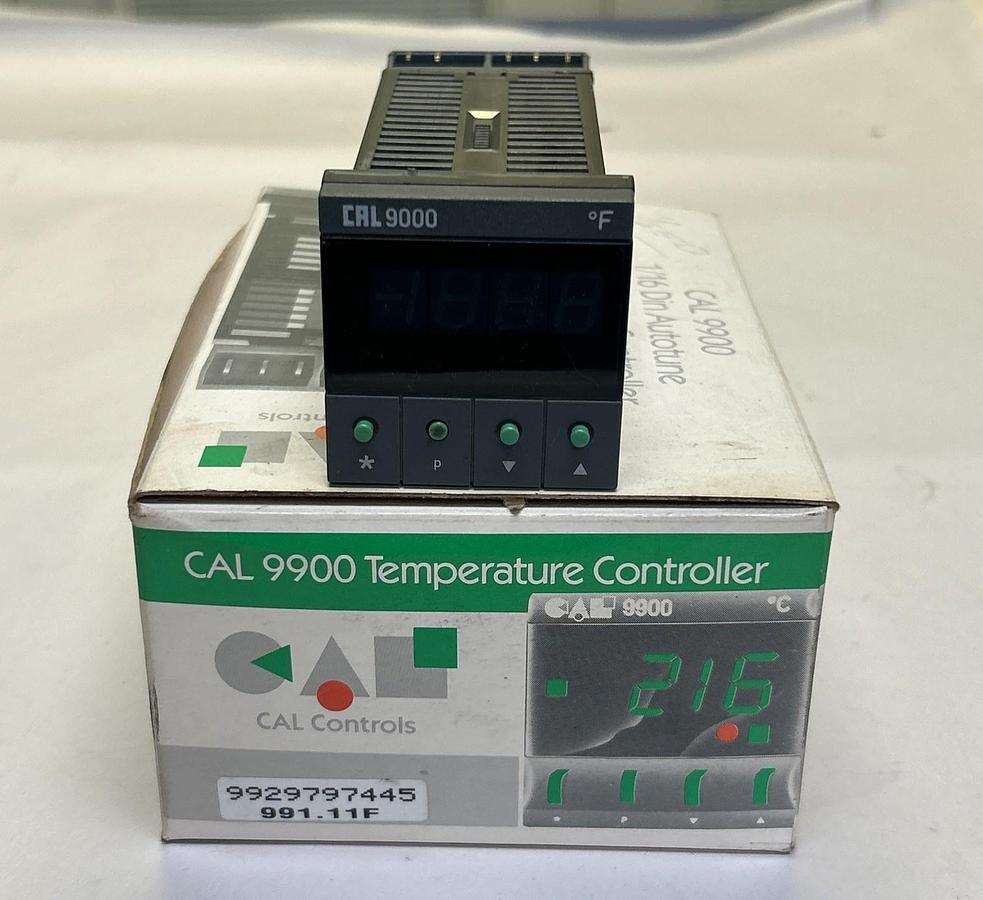 CAL 9000 °F
CAL 9900
1/16 Din Autotune
P
CAL 9900 Temperature Controller
CAL 9900 °C
216
CAL
CAL Controls
P
9929797445
991.11F